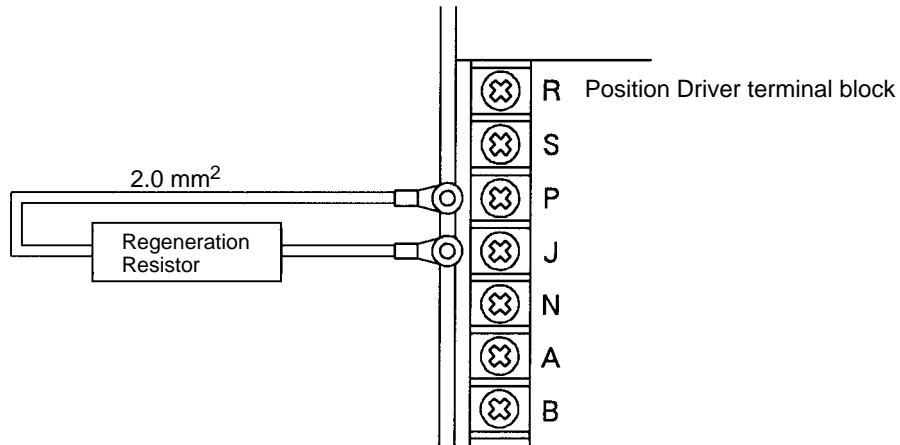 R Position Driver terminal block
S
2.0 mm²
P
Regeneration
Resistor
J
N
A
B